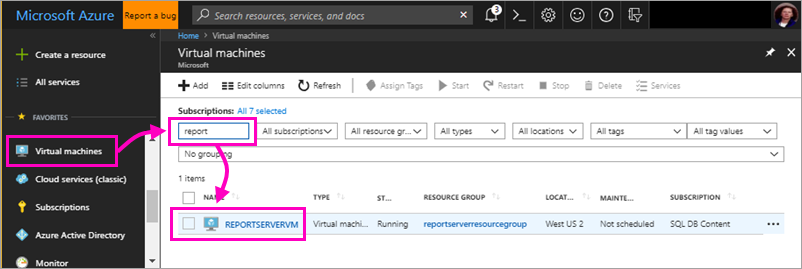 Microsoft Azure
Report a bug
Search resources, services, and docs
3
Create a resource
All services
FAVORITES
Virtual machines
Cloud services (classic)
Subscriptions
Azure Active Directory
Monitor
Home > Virtual machines
Virtual machines
Microsoft
Add Edit columns Refresh Assign Tags Start Restart Stop Delete Services
Subscriptions: All 7 selected
report All subscriptions All resource gr... All types All locations All tags All tag values
No grouping
1 items
NAME TYPE ST... RESOURCE GROUP LOCAT... MAINTE... SUBSCRIPTION
REPORTSERVERVM Virtual machi... Running reportserverresourcegroup West US 2 Not scheduled SQL DB Content